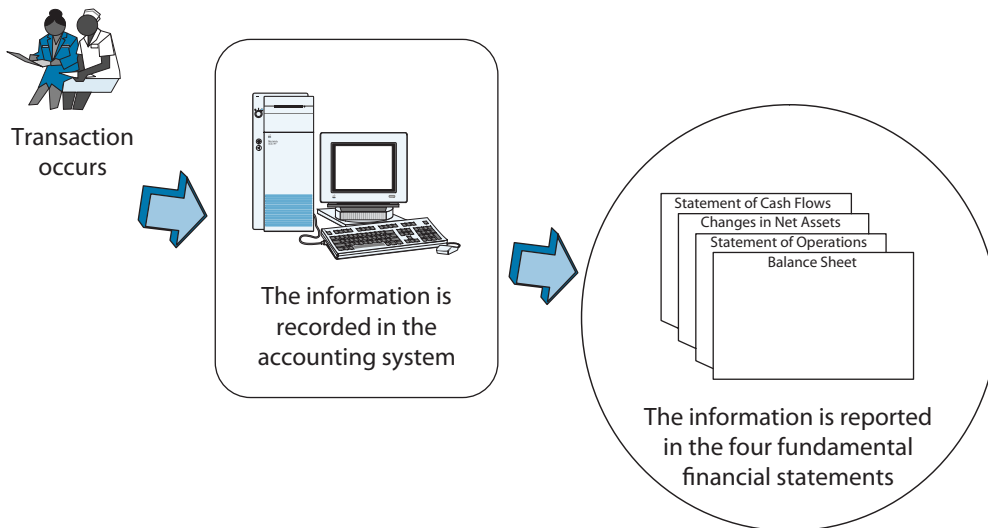 Transaction
occurs
The information is
recorded in the
accounting system
Statement of Cash Flows
Changes in Net Assets
Statement of Operations
Balance Sheet
The information is reported
in the four fundamental
financial statements